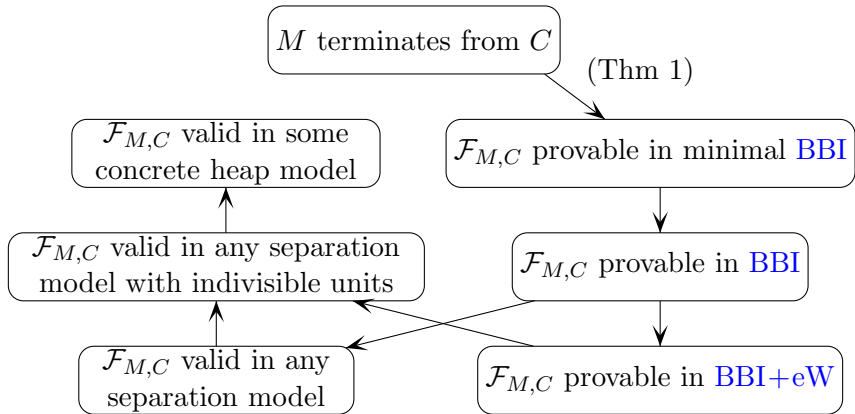 M terminates from C
(Thm 1)
ℱ_{M,C} valid in some
concrete heap model
ℱ_{M,C} provable in minimal BBI
ℱ_{M,C} valid in any separation
model with indivisible units
ℱ_{M,C} provable in BBI
ℱ_{M,C} valid in any
separation model
ℱ_{M,C} provable in BBI+eW